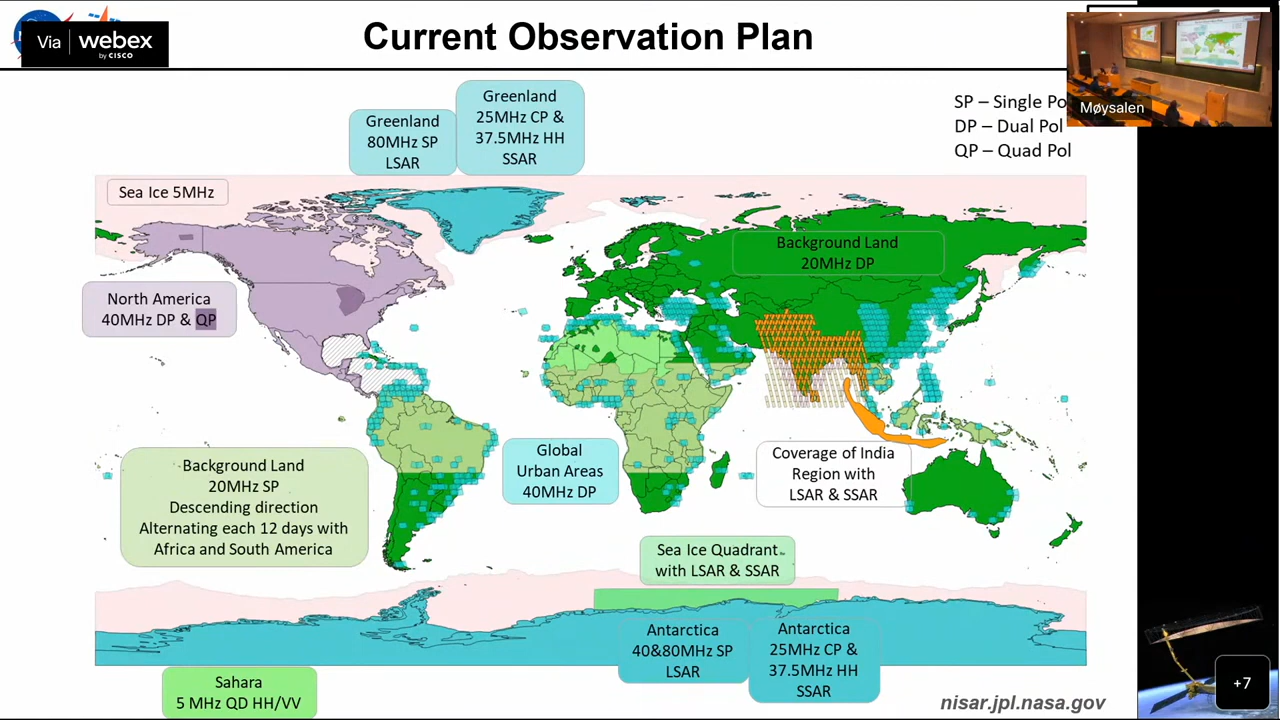 Via webex
by CISCO
Current Observation Plan
Møysalen
SP – Single Po
DP – Dual Pol
QP – Quad Pol
Greenland
80MHz SP
LSAR
Greenland
25MHz CP &
37.5MHz HH
SSAR
Sea Ice 5MHz
Background Land
20MHz DP
North America
40MHz DP & QP
Background Land
20MHz SP
Descending direction
Alternating each 12 days with
Africa and South America
Global
Urban Areas
40MHz DP
Coverage of India
Region with
LSAR & SSAR
Sea Ice Quadrant
with LSAR & SSAR
Antarctica
40&80MHz SP
LSAR
Antarctica
25MHz CP &
37.5MHz HH
SSAR
Sahara
5 MHz QD HH/VV
nisar.jpl.nasa.gov
+7